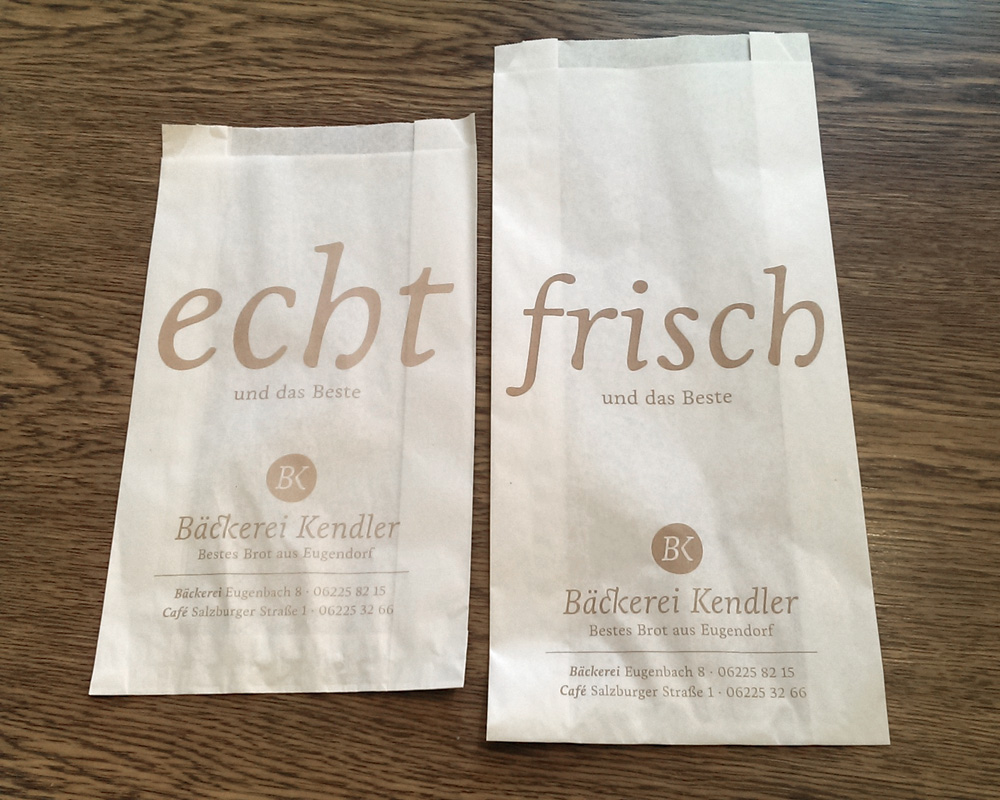 echt
und das Beste
BK
Bäckerei Kendler
Bestes Brot aus Eugendorf
Bäckerei Eugenbach 8 · 06225 82 15
Café Salzburger Straße 1 · 06225 32 66
frisch
und das Beste
BK
Bäckerei Kendler
Bestes Brot aus Eugendorf
Bäckerei Eugenbach 8 · 06225 82 15
Café Salzburger Straße 1 · 06225 32 66